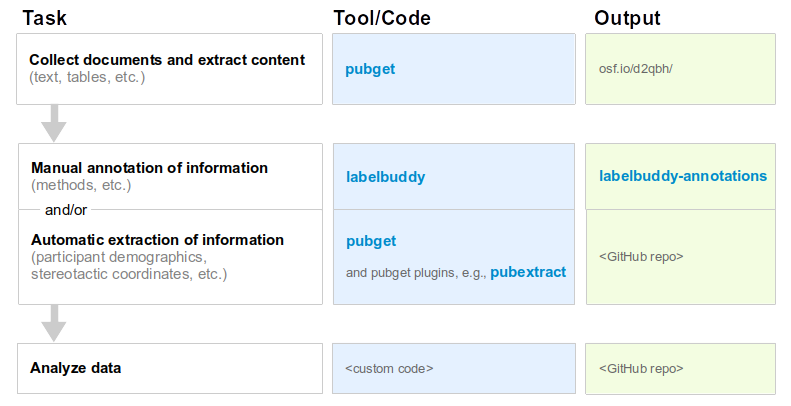 Task Tool/Code Output
Collect documents and extract content
(text, tables, etc.)
pubget
osf.io/d2qbh/
Manual annotation of information
(methods, etc.)
labelbuddy
labelbuddy-annotations
and/or
Automatic extraction of information
(participant demographics,
stereotactic coordinates, etc.)
pubget
and pubget plugins, e.g., pubextract
<GitHub repo>
Analyze data
<custom code>
<GitHub repo>